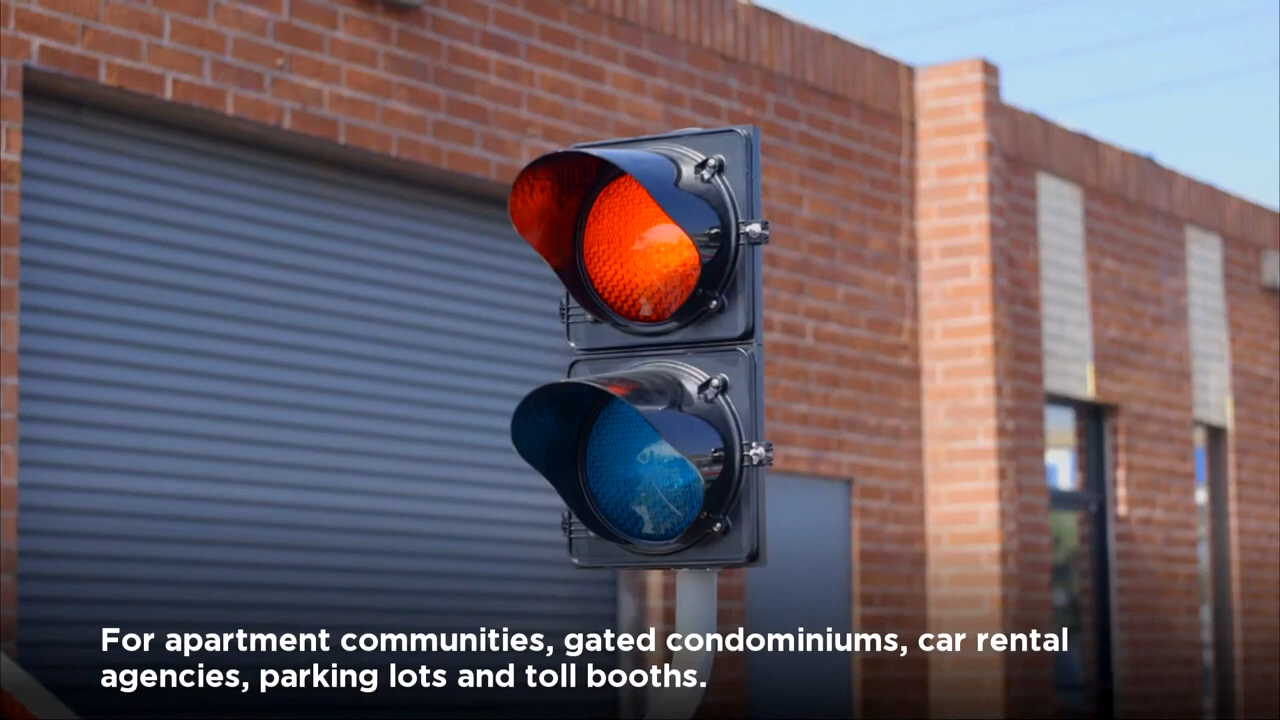 For apartment communities, gated condominiums, car rental
agencies, parking lots and toll booths.